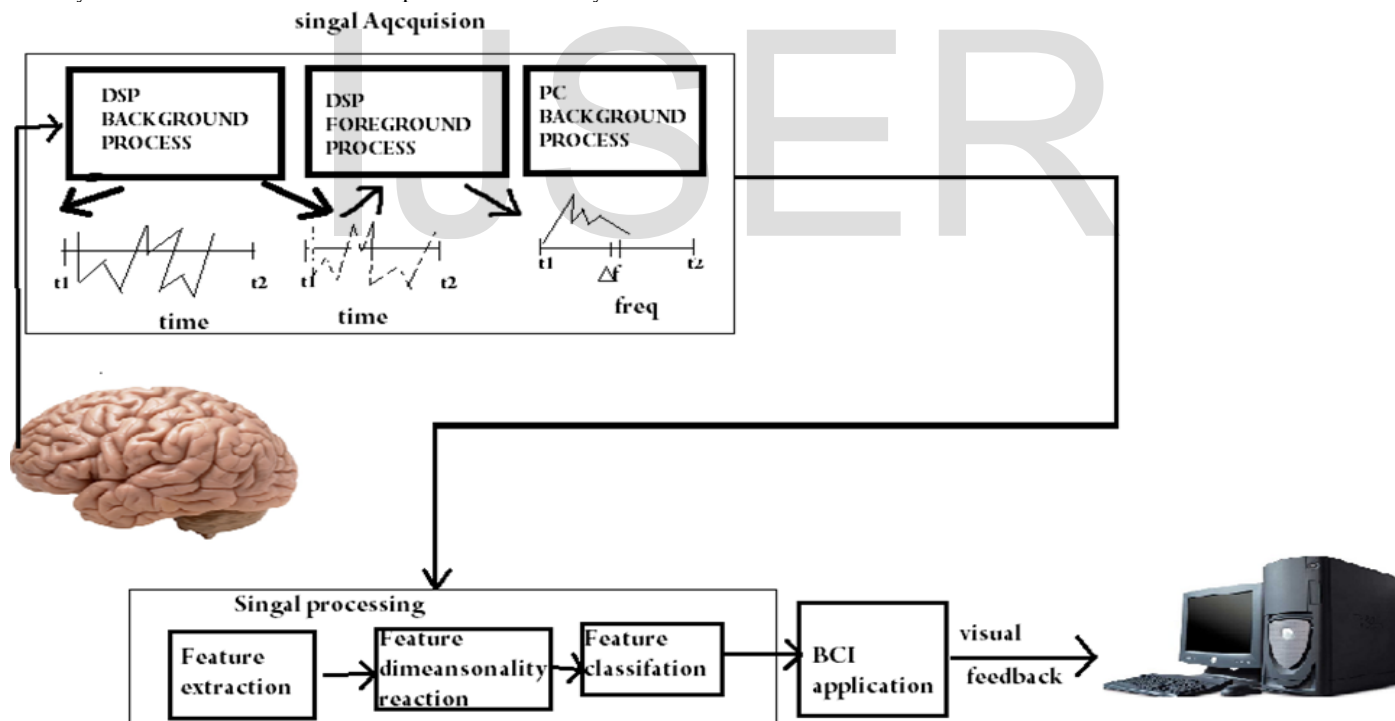 singal Aqcquision
IJSER
DSP
BACKGROUND
PROCESS
DSP
FOREGROUND
PROCESS
PC
BACKGROUND
PROCESS
t1
t2
time
t1
t2
time
t1
Δf
t2
freq
Singal processing
Feature
extraction
Feature
dimeansonality
reaction
Feature
classifation
BCI
application
visual
feedback